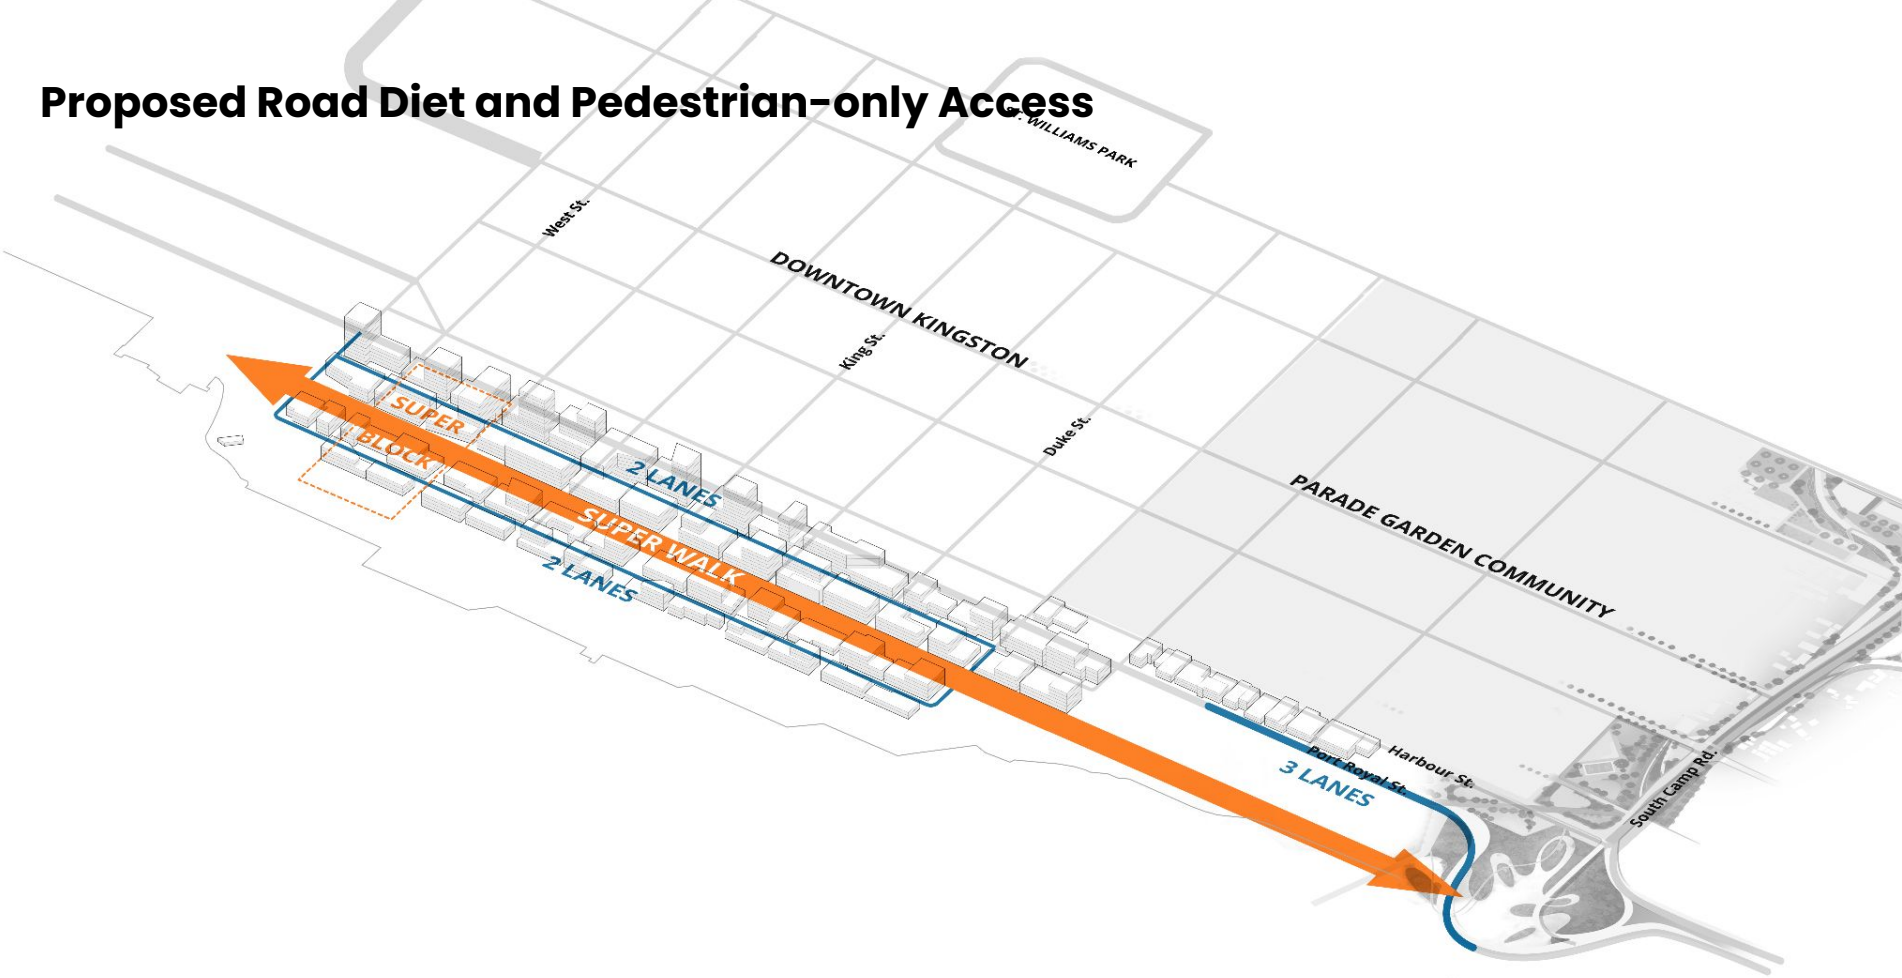 Proposed Road Diet and Pedestrian-only Access
ST. WILLIAMS PARK
West St.
DOWNTOWN KINGSTON
King St.
Duke St.
SUPER
BLOCK
2 LANES
SUPER WALK
2 LANES
PARADE GARDEN COMMUNITY
Harbour St.
Port Royal St.
3 LANES
South Camp Rd.